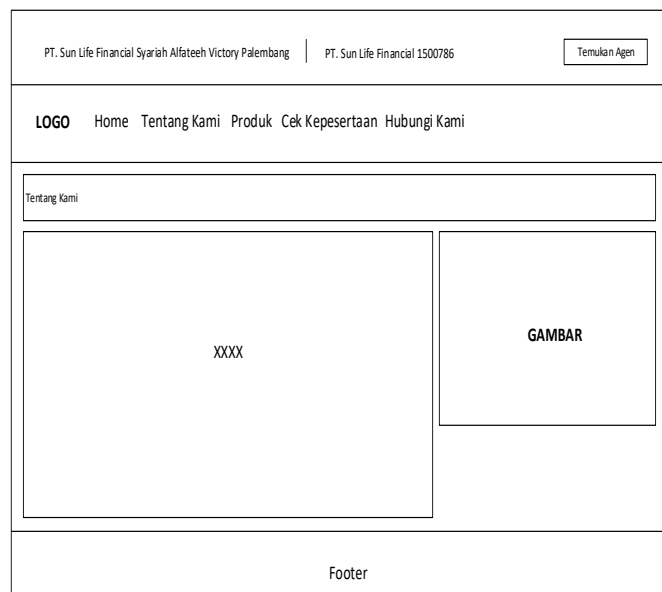 PT. Sun Life Financial Syariah Alfateeh Victory Palembang PT. Sun Life Financial 1500786 Temukan Agen
LOGO Home Tentang Kami Produk Cek Kepesertaan Hubungi Kami
Tentang Kami
GAMBAR
XXXX
Footer